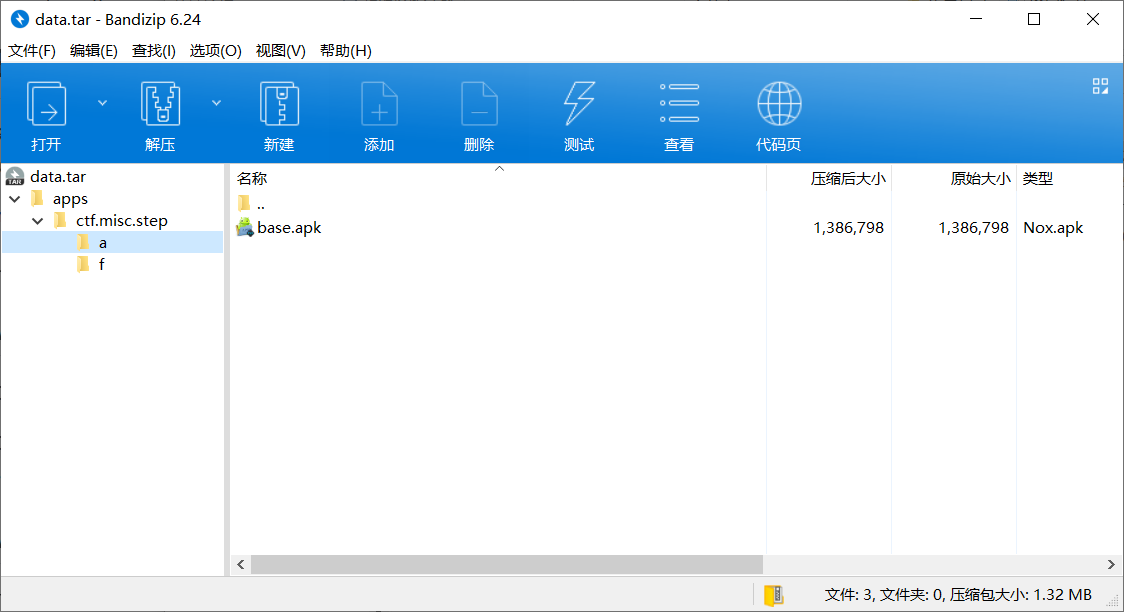 data.tar - Bandizip 6.24
文件(F) 编辑(E) 查找(I) 选项(O) 视图(V) 帮助(H)
打开 解压 新建 添加 删除 测试 查看 代码页
data.tar
apps
ctf.misc.step
a
f
名称 压缩后大小 原始大小 类型
..
base.apk 1,386,798 1,386,798 Nox.apk
文件: 3, 文件夹: 0, 压缩包大小: 1.32 MB